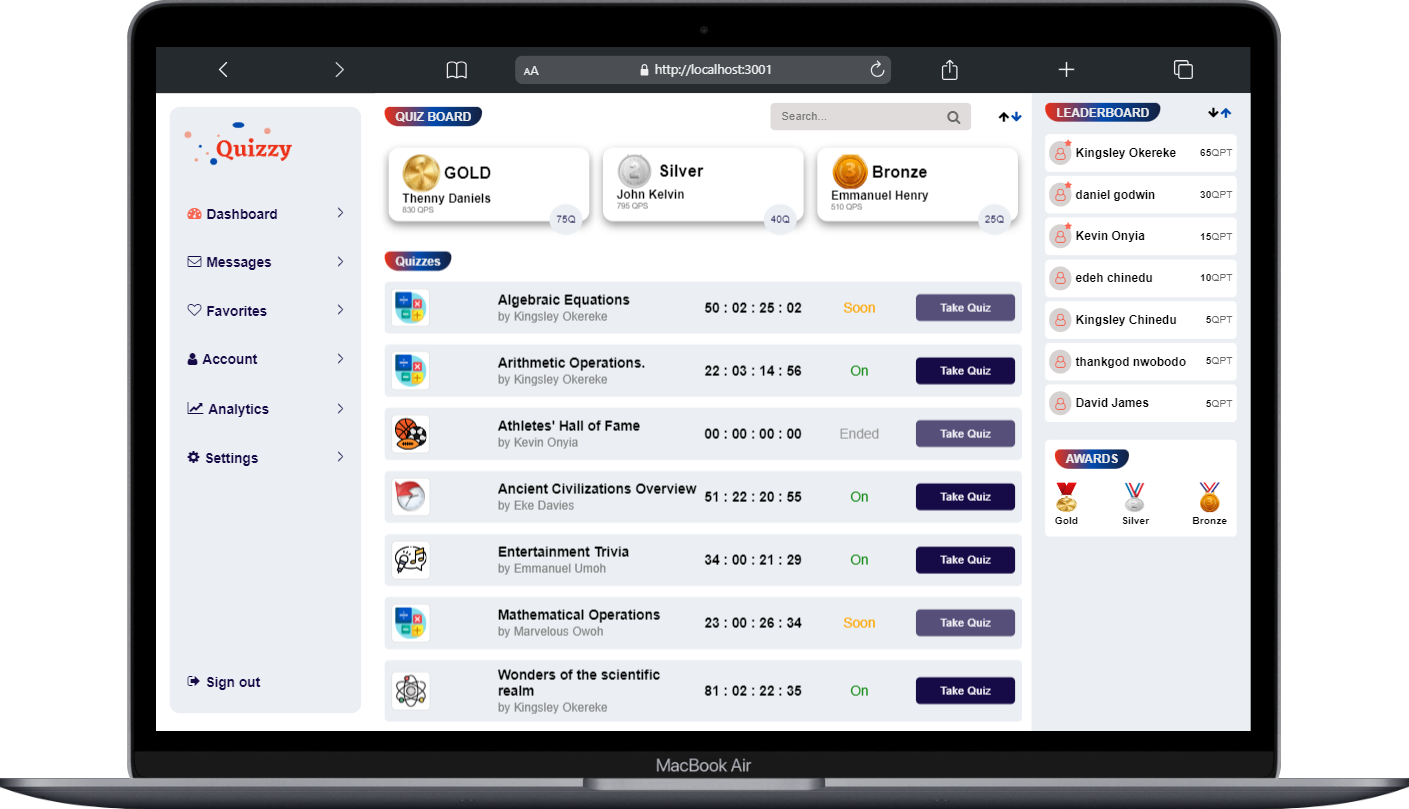 AA
http://localhost:3001
Quizzy
Dashboard
Messages
Favorites
Account
Analytics
Settings
Sign out
QUIZ BOARD
Search...
GOLD
Thenny Daniels
830 QPS
75Q
2
Silver
John Kelvin
795 QPS
40Q
3
Bronze
Emmanuel Henry
510 QPS
25Q
Quizzes
Algebraic Equations
by Kingsley Okereke
50 : 02 : 25 : 02
Soon
Take Quiz
Arithmetic Operations.
by Kingsley Okereke
22 : 03 : 14 : 56
On
Take Quiz
Athletes' Hall of Fame
by Kevin Onyia
00 : 00 : 00 : 00
Ended
Take Quiz
Ancient Civilizations Overview
by Eke Davies
51 : 22 : 20 : 55
On
Take Quiz
Entertainment Trivia
by Emmanuel Umoh
34 : 00 : 21 : 29
On
Take Quiz
Mathematical Operations
by Marvelous Owoh
23 : 00 : 26 : 34
Soon
Take Quiz
Wonders of the scientific
realm
by Kingsley Okereke
81 : 02 : 22 : 35
On
Take Quiz
LEADERBOARD
Kingsley Okereke 65QPT
daniel godwin 30QPT
Kevin Onyia 15QPT
edeh chinedu 10QPT
Kingsley Chinedu 5QPT
thankgod nwobodo 5QPT
David James 5QPT
AWARDS
Gold
Silver
Bronze
MacBook Air